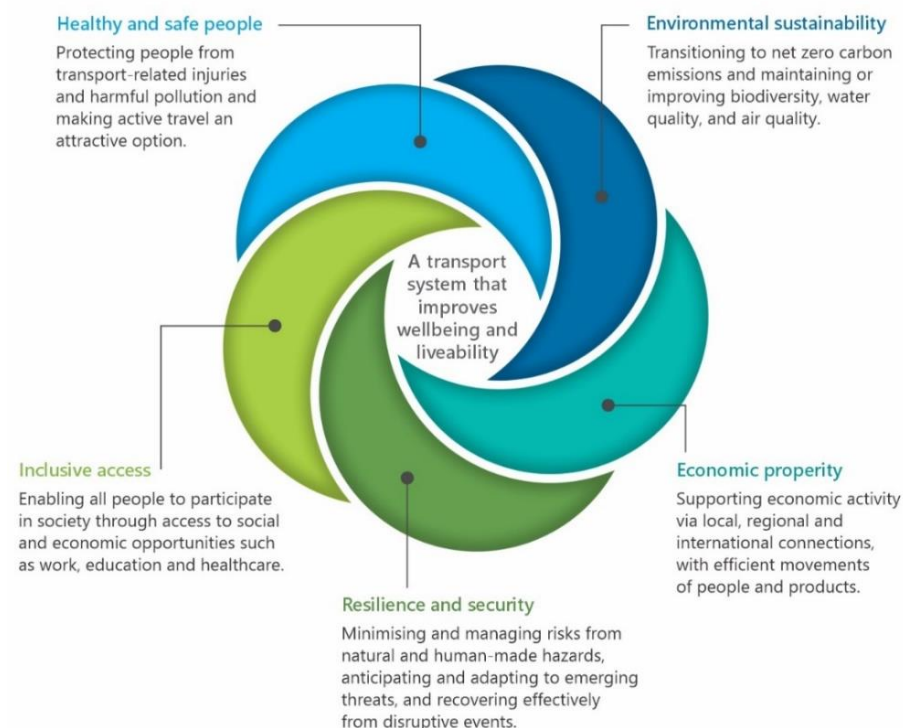 Healthy and safe people
Protecting people from
transport-related injuries
and harmful pollution and
making active travel an
attractive option.
Environmental sustainability
Transitioning to net zero carbon
emissions and maintaining or
improving biodiversity, water
quality, and air quality.
A transport
system that
improves
wellbeing and
liveability
Inclusive access
Enabling all people to participate
in society through access to social
and economic opportunities such
as work, education and healthcare.
Economic properity
Supporting economic activity
via local, regional and
international connections,
with efficient movements
of people and products.
Resilience and security
Minimising and managing risks from
natural and human-made hazards,
anticipating and adapting to emerging
threats, and recovering effectively
from disruptive events.